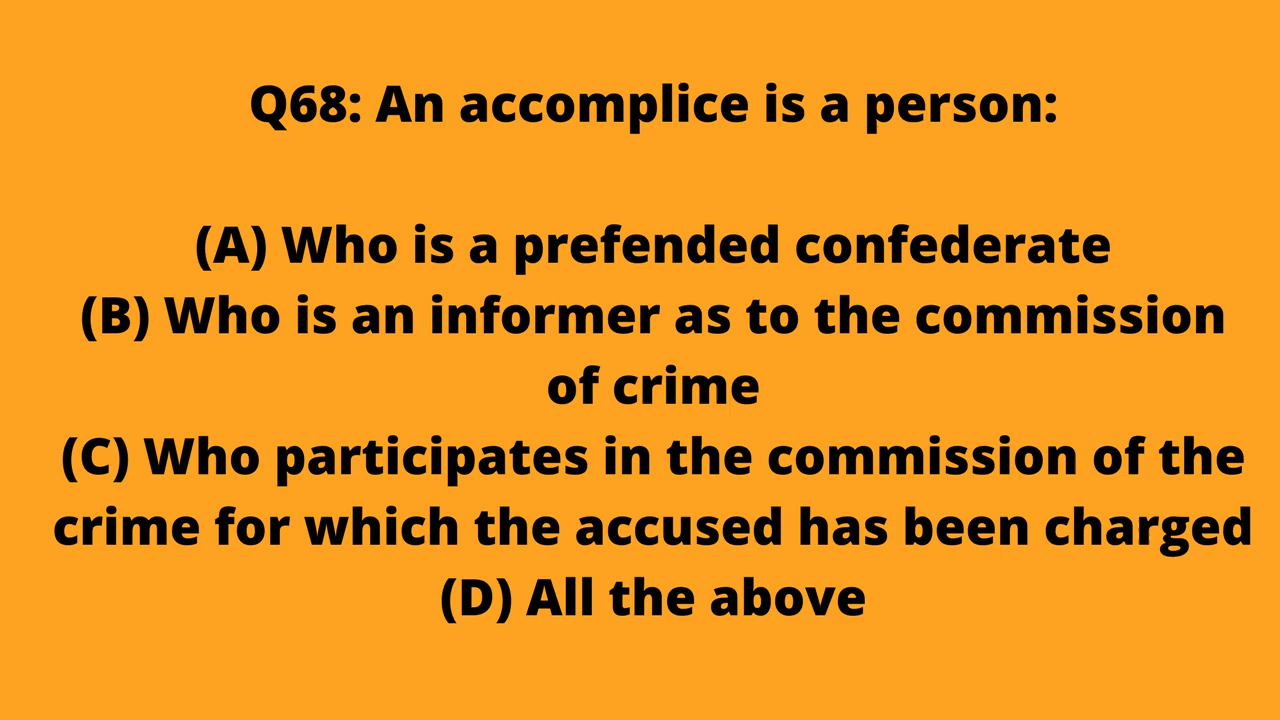 Q68: An accomplice is a person:
(A) Who is a prefended confederate
(B) Who is an informer as to the commission
of crime
(C) Who participates in the commission of the
crime for which the accused has been charged
(D) All the above